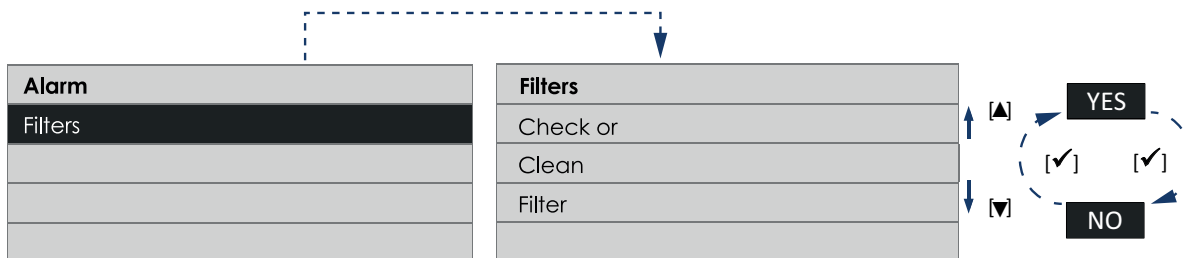 Alarm
Filters
Filters
Check or
Clean
Filter
[▲]
[▼]
YES
[✓] [✓]
NO